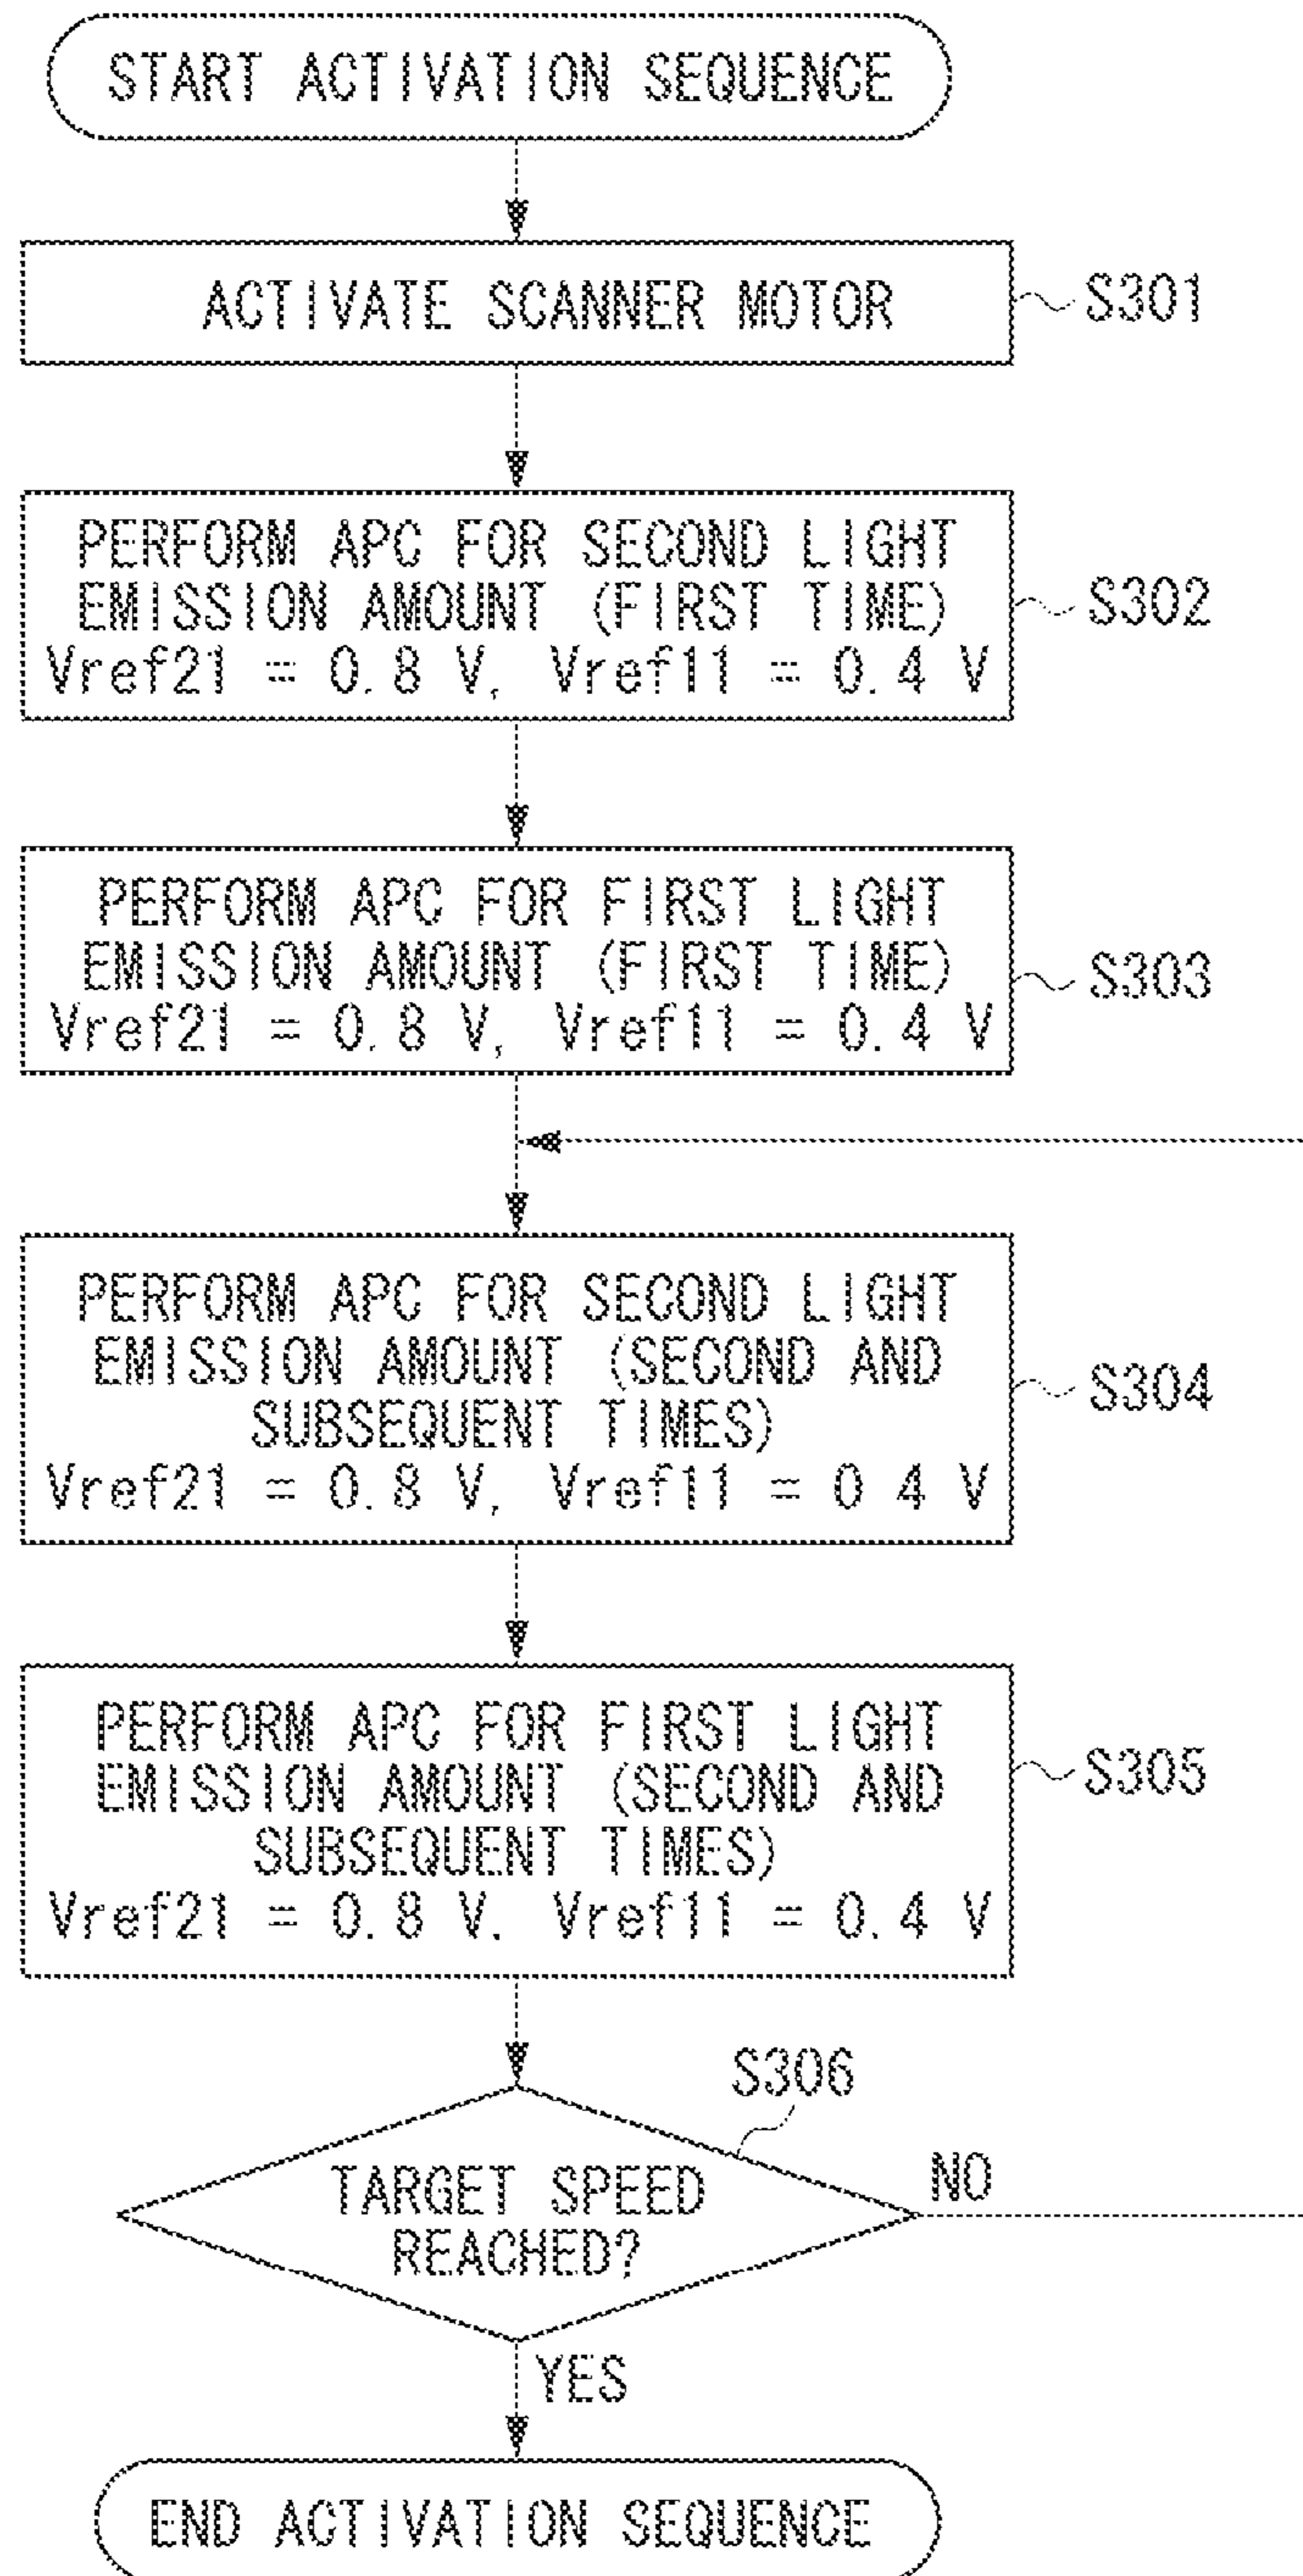 START ACTIVATION SEQUENCE
ACTIVATE SCANNER MOTOR
S301
PERFORM APC FOR SECOND LIGHT
EMISSION AMOUNT (FIRST TIME)
Vref21 = 0.8 V, Vref11 = 0.4 V
S302
PERFORM APC FOR FIRST LIGHT
EMISSION AMOUNT (FIRST TIME)
Vref21 = 0.8 V, Vref11 = 0.4 V
S303
PERFORM APC FOR SECOND LIGHT
EMISSION AMOUNT (SECOND AND
SUBSEQUENT TIMES)
Vref21 = 0.8 V, Vref11 = 0 4 V
S304
PERFORM APC FOR FIRST LIGHT
EMISSION AMOUNT (SECOND AND
SUBSEQUENT TIMES)
Vref21 = 0.8 V. Vref11 = 0.4 V
S305
S306
TARGET SPEED
REACHED?
NO
YES
END ACTIVATION SEQUENCE